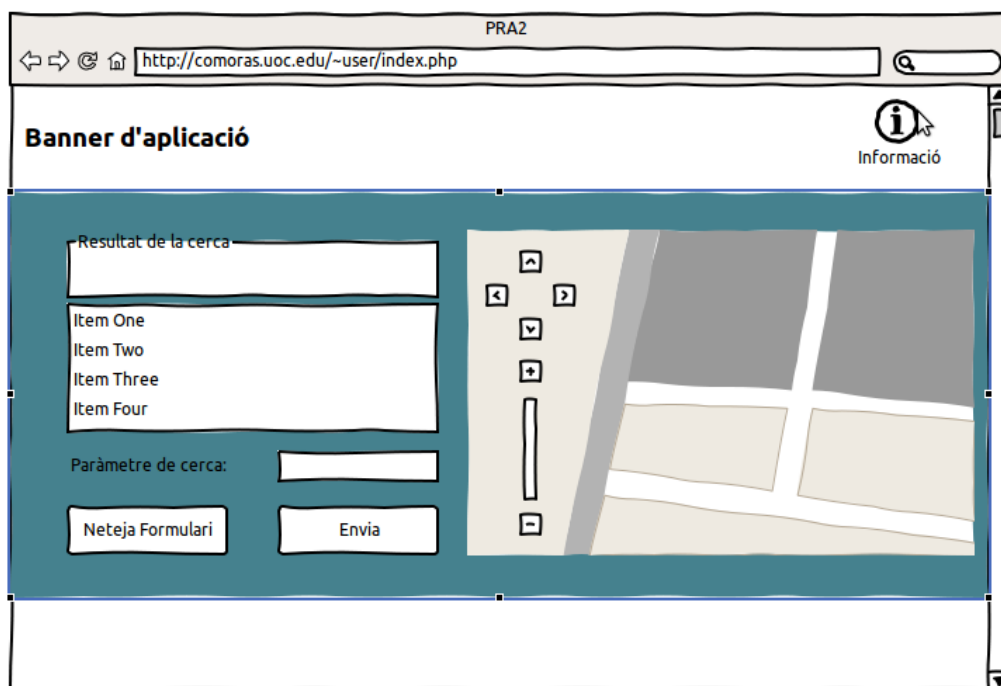 PRA2
http://comoras.uoc.edu/~user/index.php
Banner d'aplicació
Informació
Resultat de la cerca
Item One
Item Two
Item Three
Item Four
Paràmetre de cerca:
Neteja Formulari
Envia